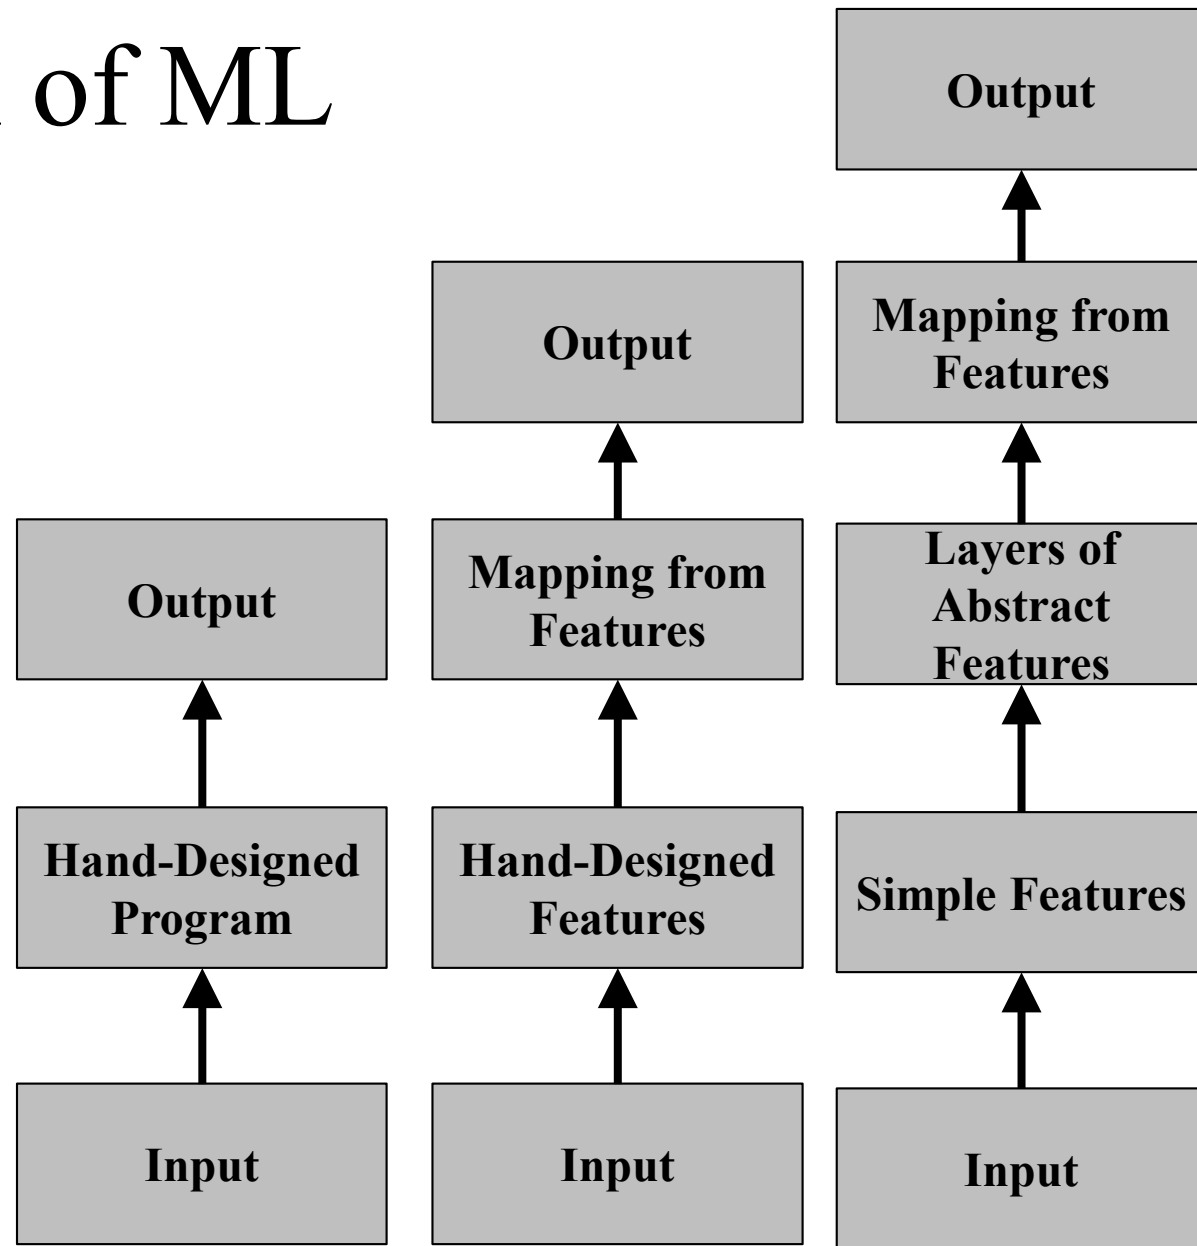 of ML
Output
Mapping from
Features
Layers of
Abstract
Features
Simple Features
Input
Output
Mapping from
Features
Hand-Designed
Features
Input
Output
Hand-Designed
Program
Input